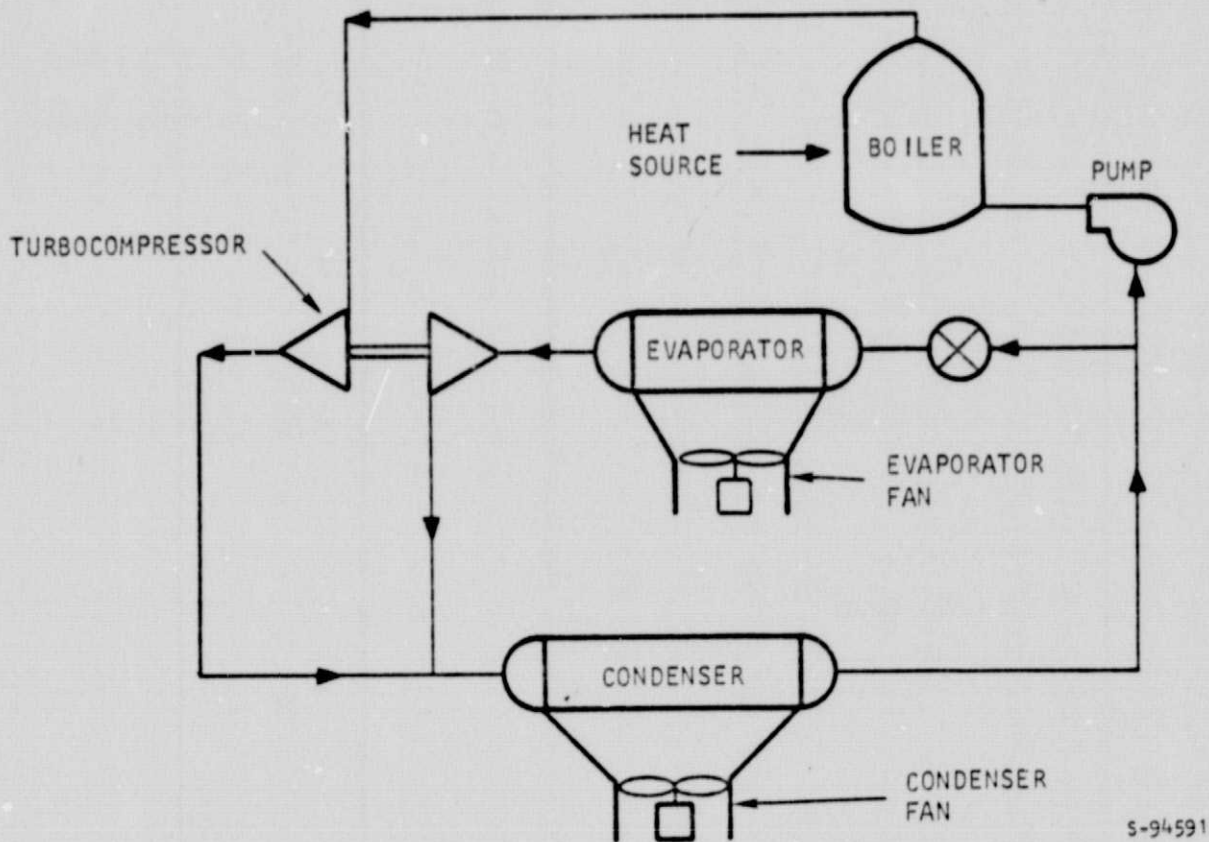 HEAT
SOURCE
BOILER
PUMP
TURBOCOMPRESSOR
EVAPORATOR
EVAPORATOR
FAN
CONDENSER
CONDENSER
FAN
S-94591